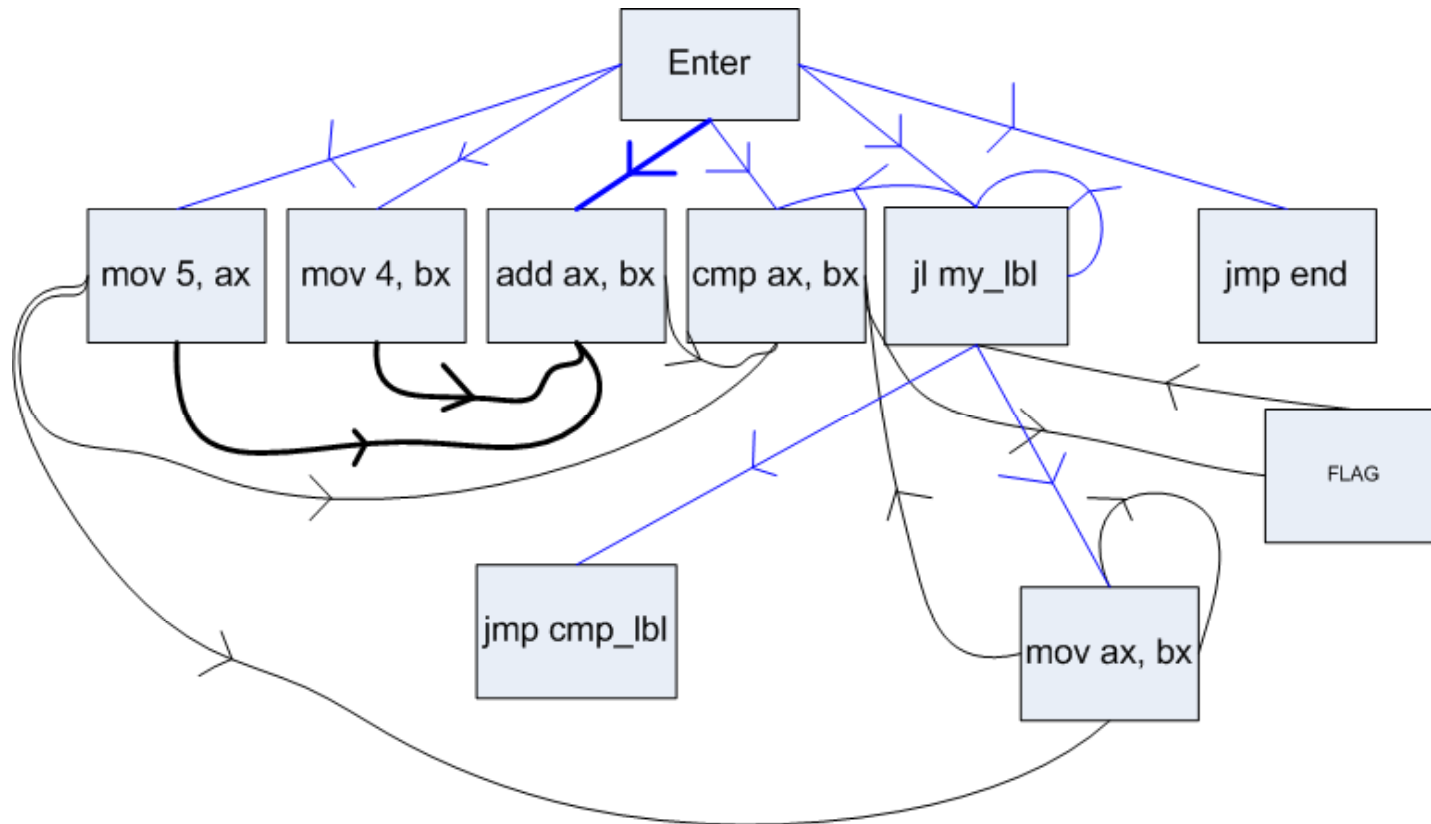 Enter
mov 5, ax
mov 4, bx
add ax, bx
cmp ax, bx
jl my_lbl
jmp end
FLAG
jmp cmp_lbl
mov ax, bx